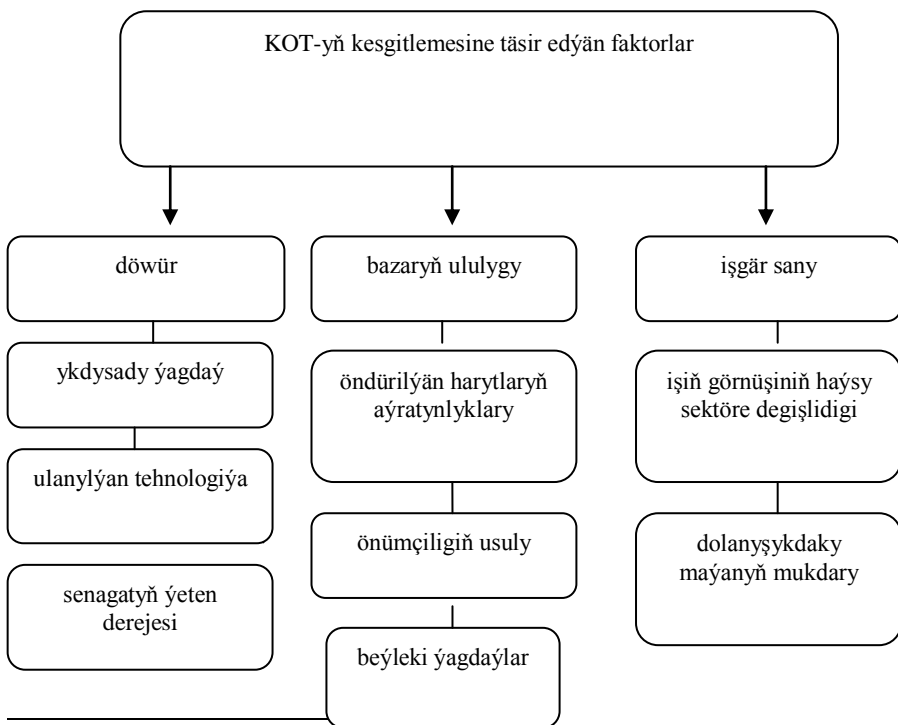 KOT-yň kesgitlemesine täsir edýän faktorlar
döwür
ykdysady ýagdaý
ulanylýan tehnologiýa
senagatyň ýeten
derejesi
bazaryň ululygy
öndürilýän harytlaryň
aýratynlyklary
önümçiligiň usuly
beýleki ýagdaýlar
işgär sany
işiň görnüşiniň haýsy
sektöre degişlidigi
dolanyşykdaky
maýanyň mukdary